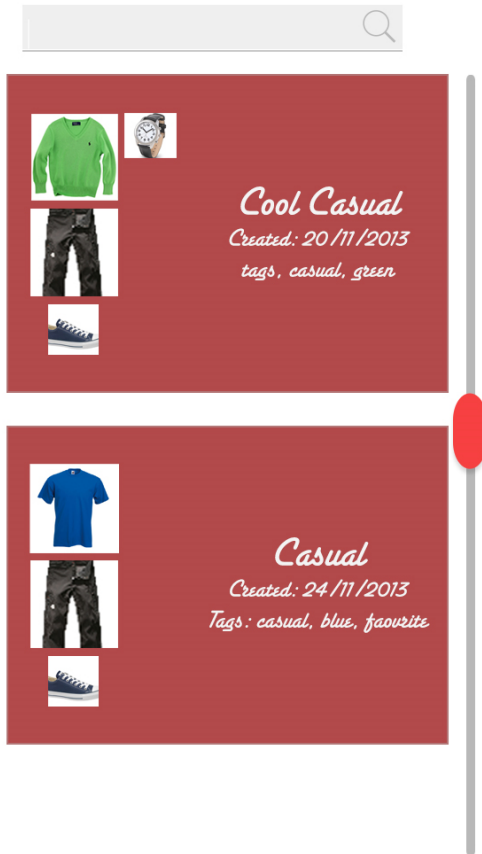 Cool Casual
Created: 20/11/2013
tags, casual, green
Casual
Created: 24/11/2013
Tags: casual, blue, faovrite